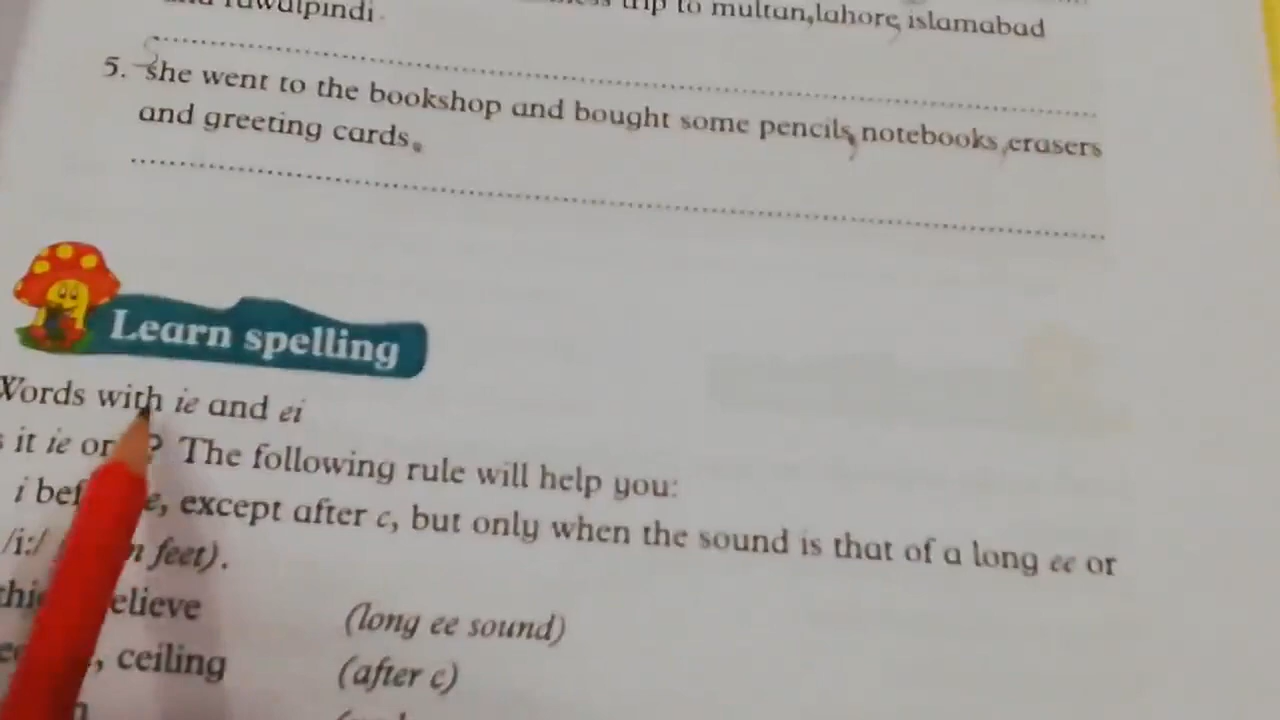 trip to multan,lahore, islamabad
5. she went to the bookshop and bought some pencils, notebooks, erasers
and greeting cards.
Learn spelling
Words with ie and ei
it ie or ? The following rule will help you:
i bef e, except after c, but only when the sound is that of a long ee or
/i:/ feet).
elieve (long ee sound)
, ceiling (after c)